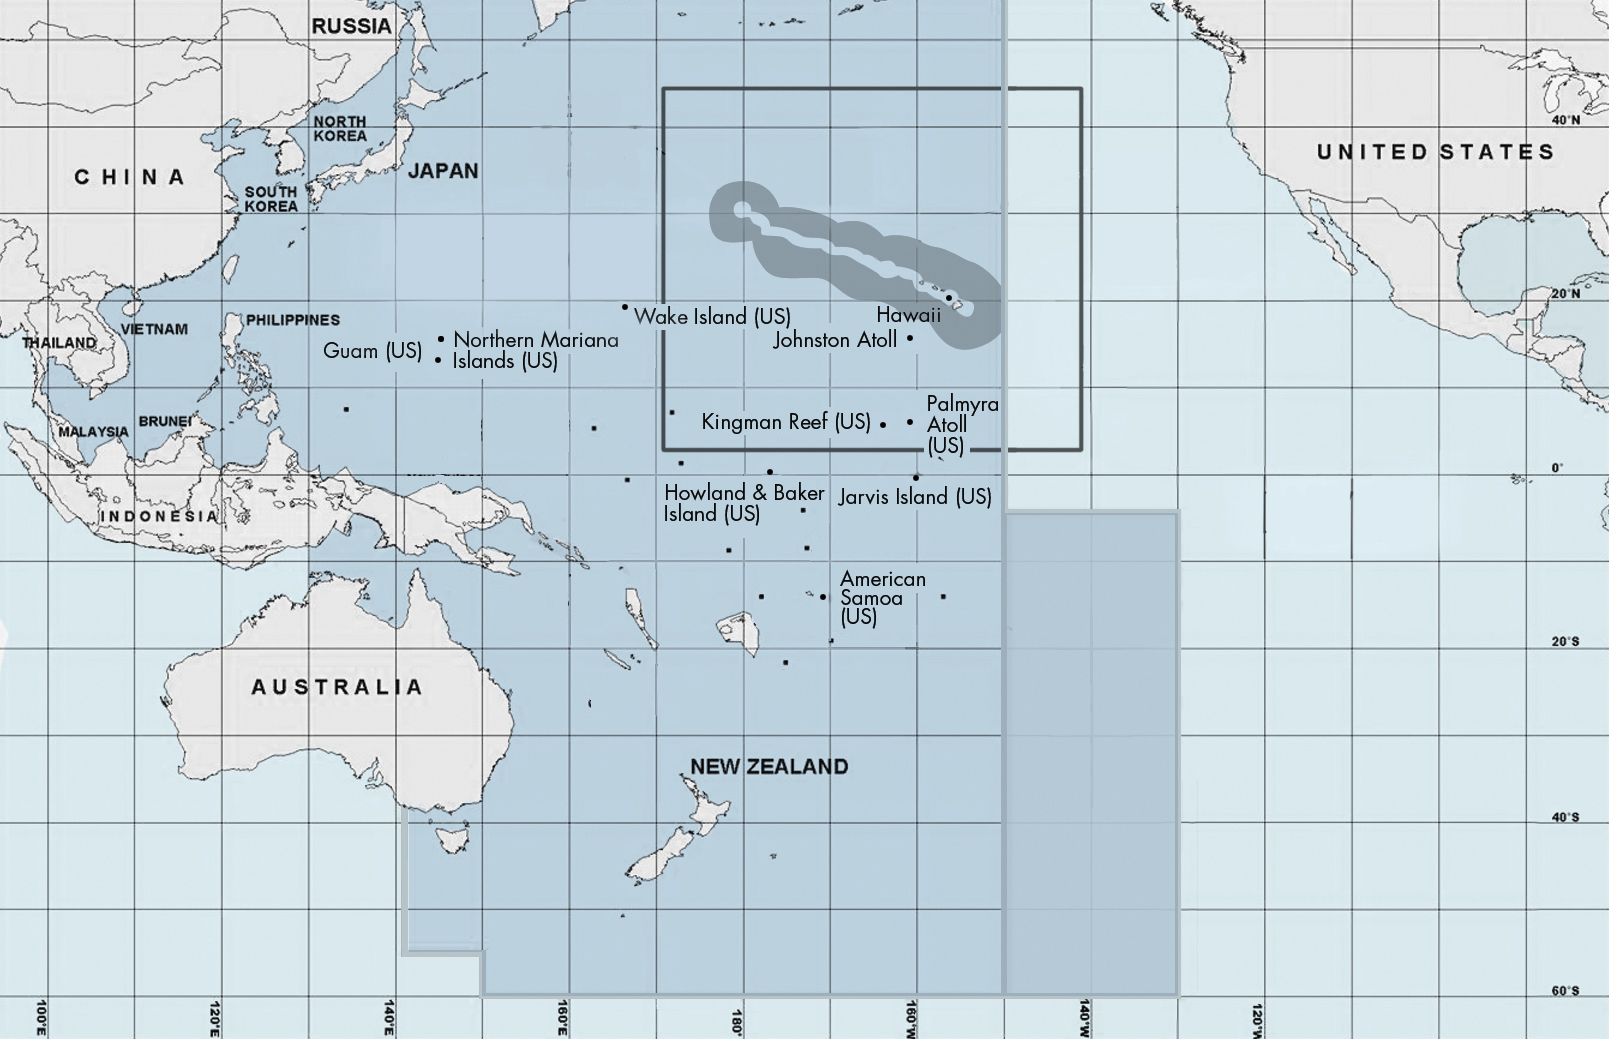 RUSSIA
NORTH
KOREA
CHINA
JAPAN
SOUTH
KOREA
UNITED STATES
40°N
20°N
VIETNAM
PHILIPPINES
THAILAND
Guam (US)
Northern Mariana
Islands (US)
Wake Island (US)
Hawaii
Johnston Atoll
BRUNEI
MALAYSIA
Kingman Reef (US)
Palmyra
Atoll
(US)
0°
INDONESIA
Howland & Baker
Island (US)
Jarvis Island (US)
American
Samoa
(US)
20°S
AUSTRALIA
NEW ZEALAND
40°S
60°S
100°E
120°E
140°E
160°E
180°
160°W
140°W
120°W